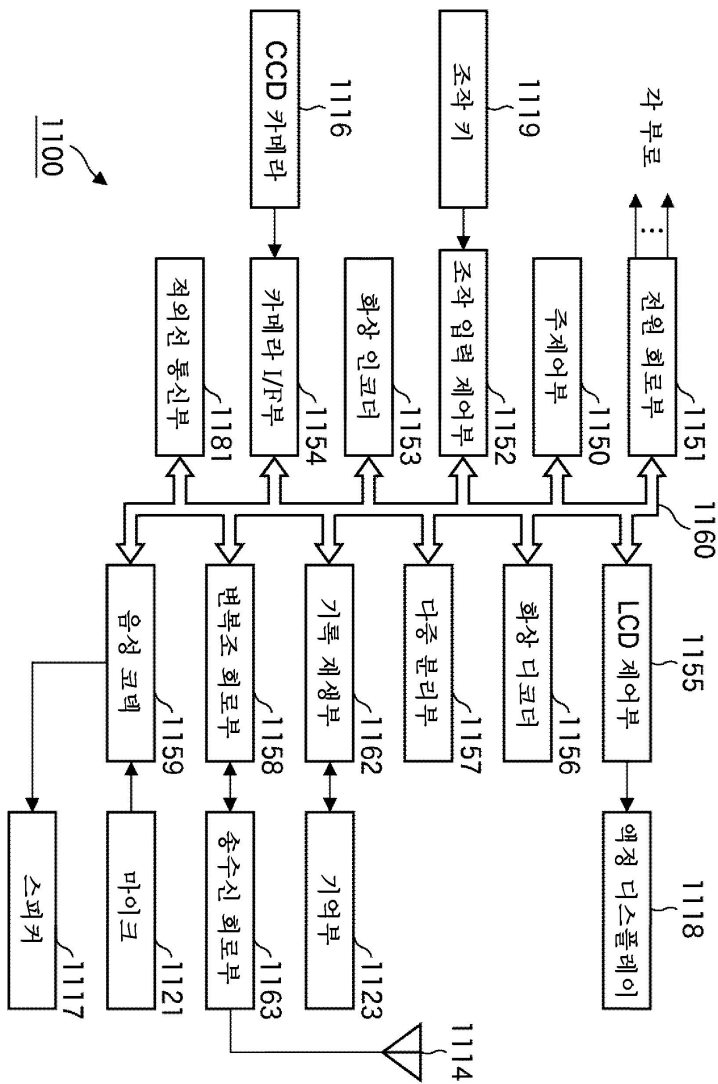 1160
1155
1118
각 부로
1151
전원 회로부
LCD 제어부
액정 디스플레이
1150
주제어부
1156
화상 디코더
1119
조작 키
1152
조작 입력 제어부
1157
다중 분리부
1114
1153
화상 인코더
1162
기록 재생부
1123
기억부
1116
CCD 카메라
1154
카메라 I/F부
1158
변복조 회로부
1163
송수신 회로부
1181
적외선 통신부
1159
음성 코덱
1121
마이크
1117
스피커
1100